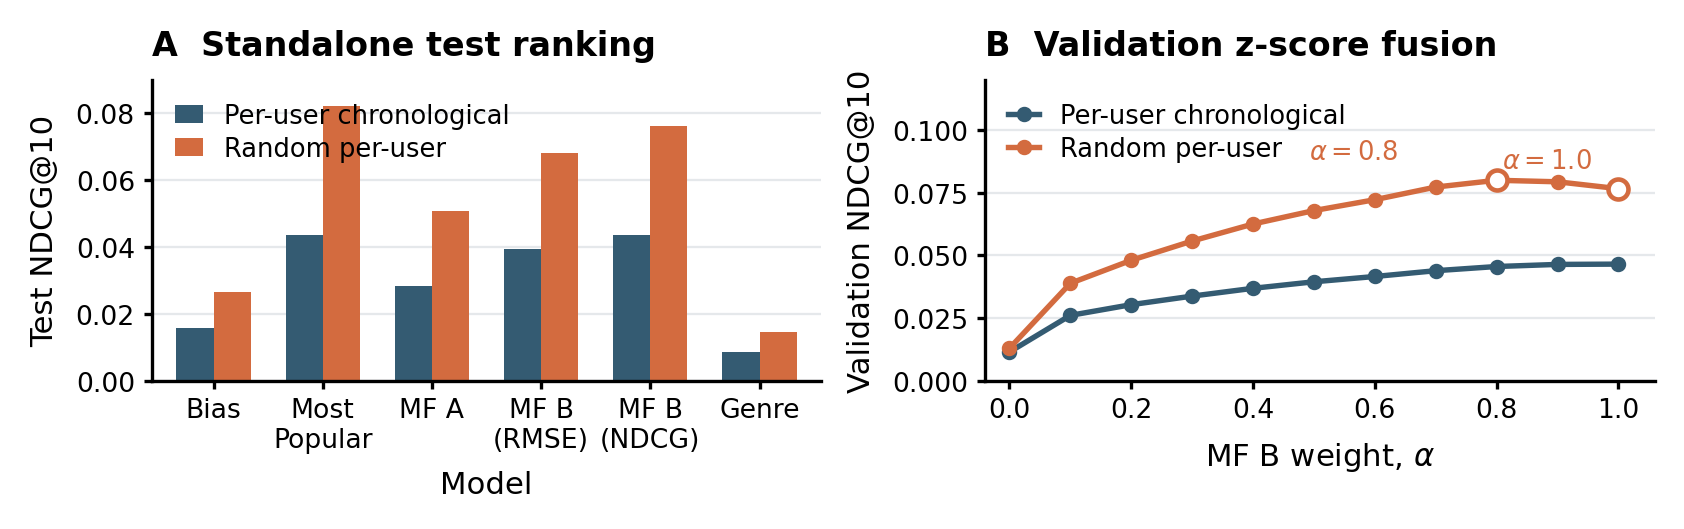 A Standalone test ranking
Test NDCG@10
0.08
0.06
0.04
0.02
0.00
Per-user chronological
Random per-user
Bias
Most
Popular
MF A
MF B
(RMSE)
MF B
(NDCG)
Genre
Model
B Validation z-score fusion
Validation NDCG@10
0.100
0.075
0.050
0.025
0.000
Per-user chronological
Random per-user
α = 0.8
α = 1.0
0.0
0.2
0.4
0.6
0.8
1.0
MF B weight, α